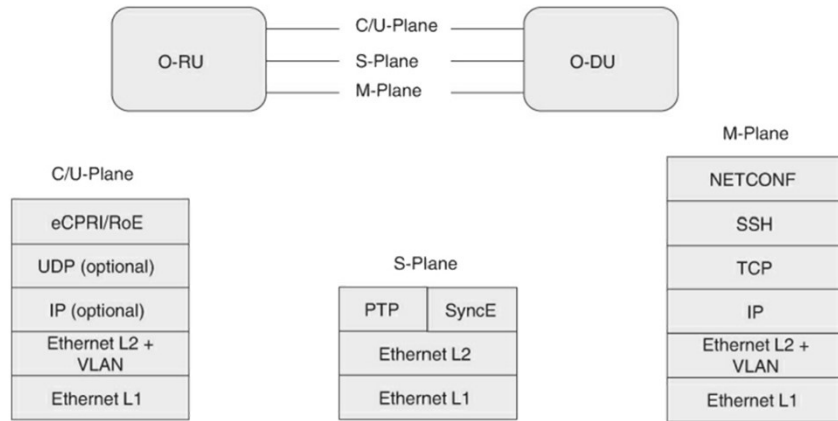 C/U-Plane
O-RU
S-Plane
O-DU
M-Plane
C/U-Plane
eCPRI/RoE
UDP (optional)
IP (optional)
Ethernet L2 +
VLAN
Ethernet L1
S-Plane
PTP
SyncE
Ethernet L2
Ethernet L1
M-Plane
NETCONF
SSH
TCP
IP
Ethernet L2 +
VLAN
Ethernet L1